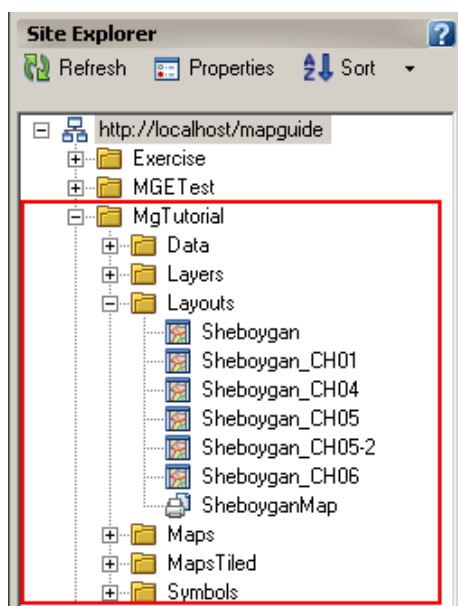 Site Explorer ?
Refresh Properties Sort
http://localhost/mapguide
Exercise
MGETest
MgTutorial
Data
Layers
Layouts
Sheboygan
Sheboygan_CH01
Sheboygan_CH04
Sheboygan_CH05
Sheboygan_CH05-2
Sheboygan_CH06
SheboyganMap
Maps
MapsTiled
Symbols